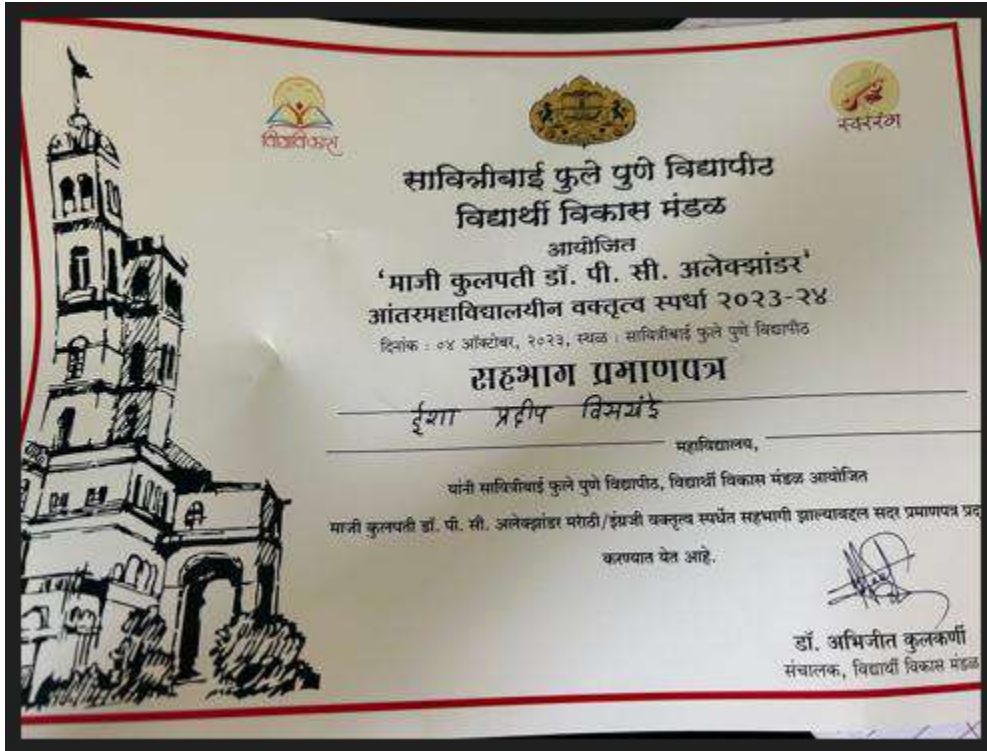 विद्यार्थी विकास
स्वररंग
सावित्रीबाई फुले पुणे विद्यापीठ
विद्यार्थी विकास मंडळ
आयोजित
'माजी कुलपती डॉ. पी. सी. अलेक्झांडर'
आंतरमहाविद्यालयीन वक्तृत्व स्पर्धा २०२३-२४
दिनांक : ०४ ऑक्टोबर, २०२३, स्थळ : सावित्रीबाई फुले पुणे विद्यापीठ
सहभाग प्रमाणपत्र
ईशा प्रदीप
महाविद्यालय,
यांनी सावित्रीबाई फुले पुणे विद्यापीठ, विद्यार्थी विकास मंडळ आयोजित
माजी कुलपती डॉ. पी. सी. अलेक्झांडर मराठी/इंग्रजी वक्तृत्व स्पर्धेत सहभागी झाल्याबद्दल सदर प्रमाणपत्र प्रद
करण्यात येत आहे.
डॉ. अभिजीत कुलकर्णी
संचालक, विद्यार्थी विकास मंडळ